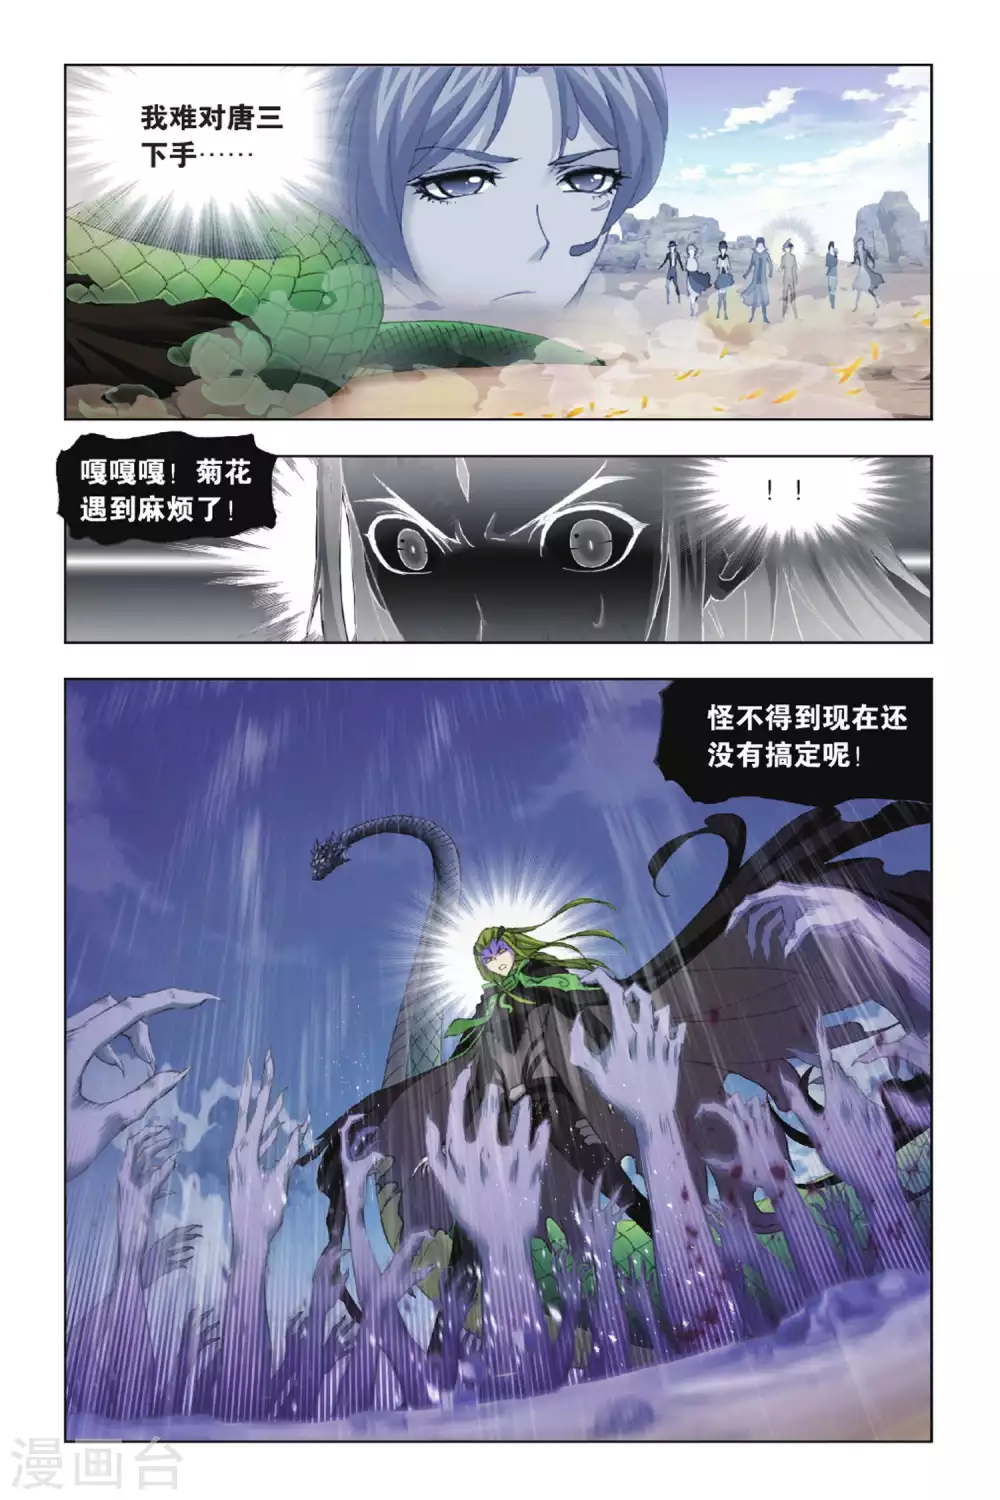 我难对唐三
下手……
嘎嘎嘎！菊花
遇到麻烦了！
！！
怪不得到现在还
没有搞定呢！
漫画台